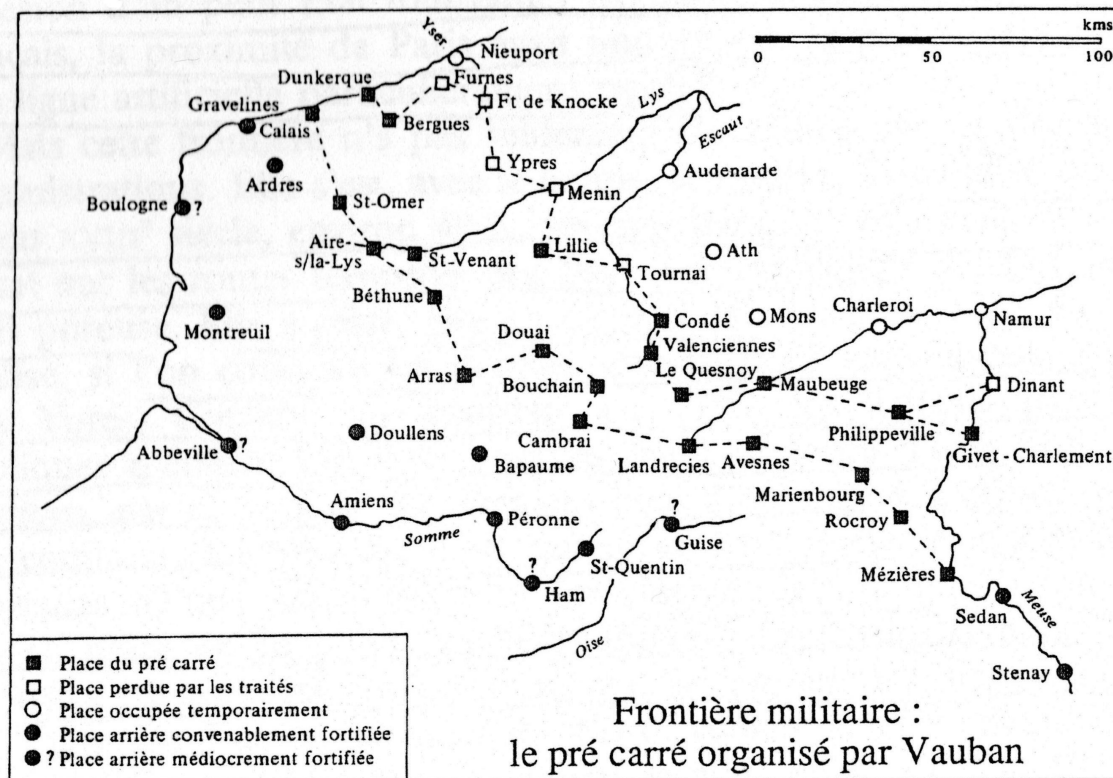 kms
0 50 100
Yser
Nieuport
Dunkerque
Furnes
Gravelines
Ft de Knocke
Calais
Bergues
Lys
Escaut
Ardres
Ypres
Audenarde
Menin
Boulogne ?
St-Omer
Aire-
s/la-Lys
St-Venant
Lillie
Ath
Tournai
Béthune
Charleroi
Montreuil
Douai
Condé
Mons
Namur
Valenciennes
Arras
Bouchain
Le Quesnoy
Maubeuge
Dinant
Abbeville ?
Doullens
Cambrai
Philippeville
Bapaume
Landrecies
Avesnes
Givet-Charlement
Marienbourg
Amiens
Péronne
Rocroy
Somme
?
Guise
?
Ham
St-Quentin
Mézières
Sedan
Meuse
Oise
Stenay
Place du pré carré
Place perdue par les traités
Place occupée temporairement
Place arrière convenablement fortifiée
? Place arrière médiocrement fortifiée
Frontière militaire :
le pré carré organisé par Vauban